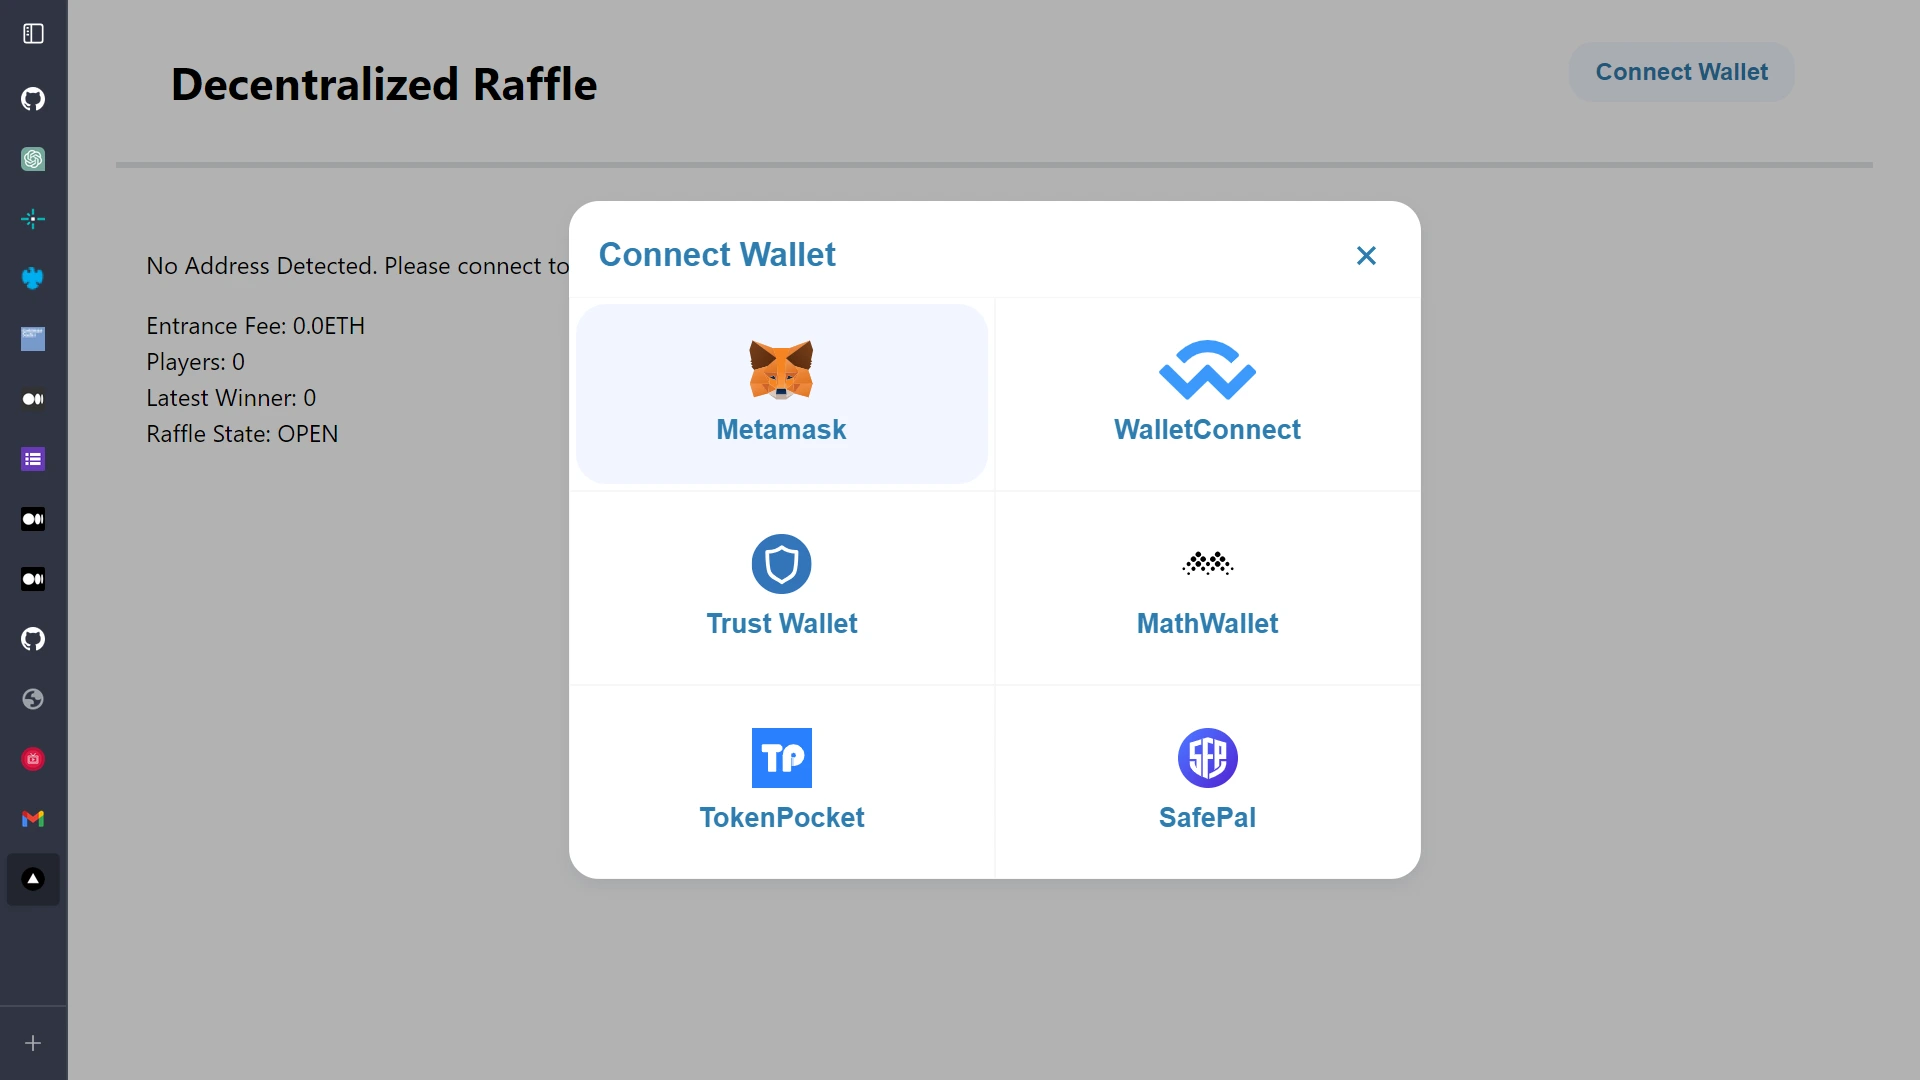 Decentralized Raffle
Connect Wallet
No Address Detected. Please connect to
Entrance Fee: 0.0ETH
Players: 0
Latest Winner: 0
Raffle State: OPEN
Connect Wallet
Metamask
WalletConnect
Trust Wallet
MathWallet
TP
SFP
TokenPocket
SafePal